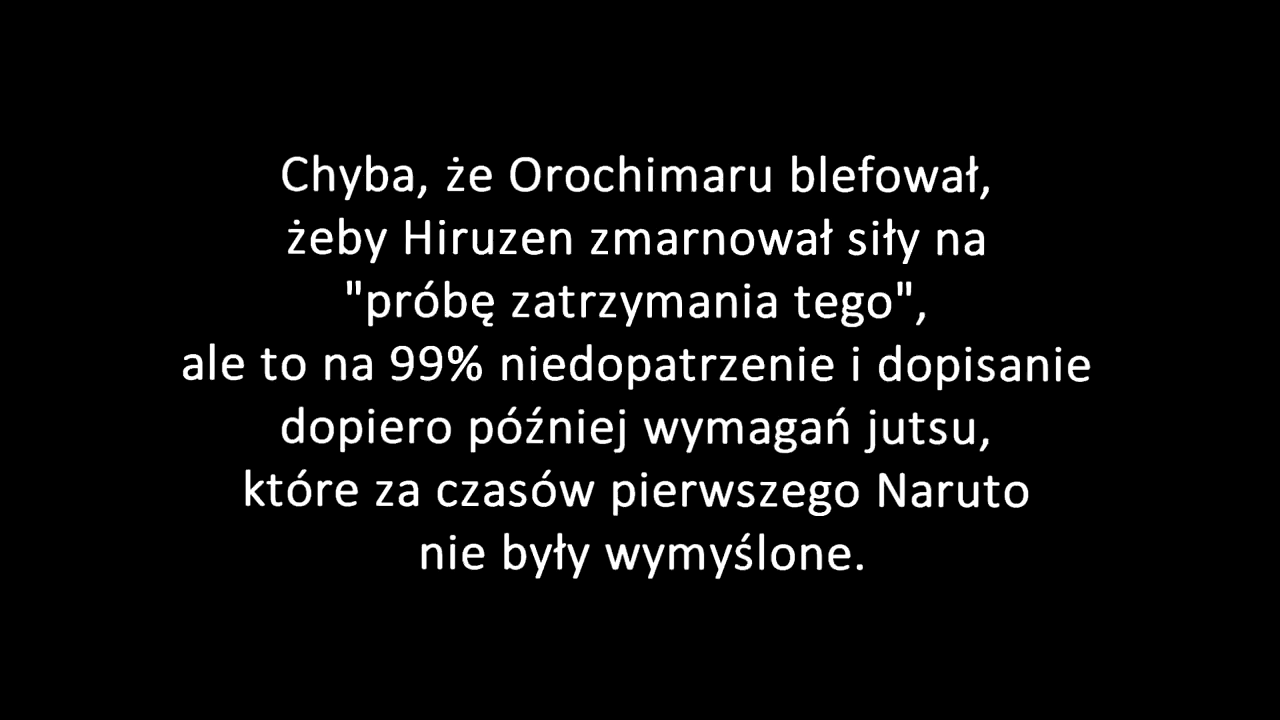 Chyba, że Orochimaru blefował,
żeby Hiruzen zmarnował siły na
"próbę zatrzymania tego",
ale to na 99% niedopatrzenie i dopisanie
dopiero później wymagań jutsu,
które za czasów pierwszego Naruto
nie były wymyślone.